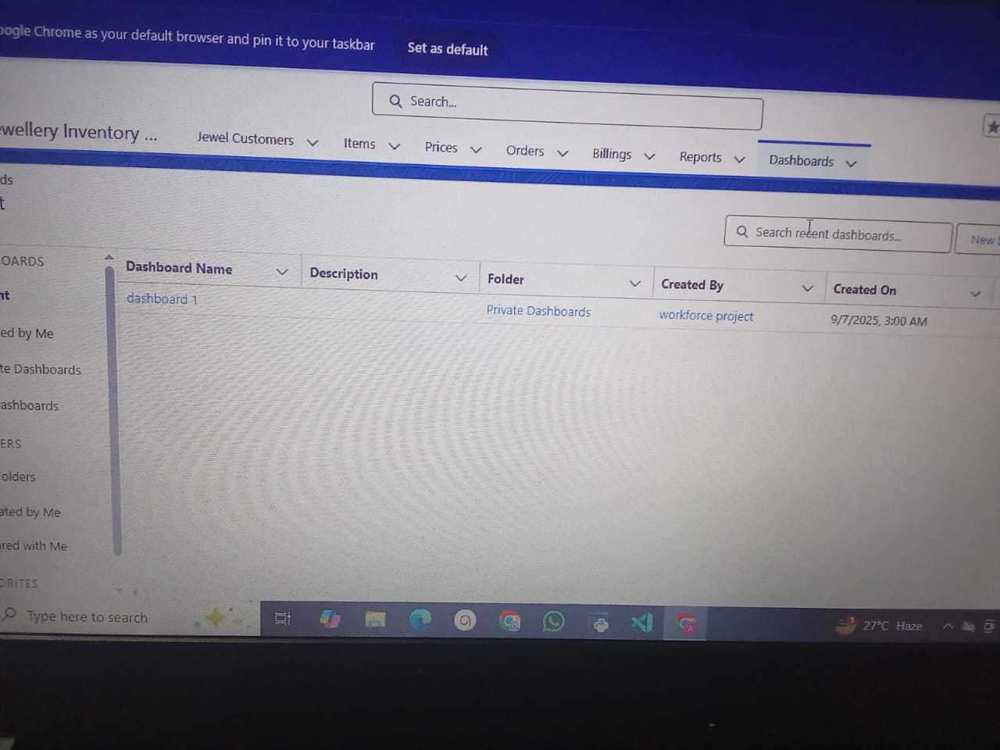 oogle Chrome as your default browser and pin it to your taskbar Set as default
Search...
wellery Inventory ... Jewel Customers Items Prices Orders Billings Reports Dashboards
ds
t
Search recent dashboards... New
OARDS Dashboard Name Description Folder Created By Created On
nt dashboard 1 Private Dashboards workforce project 9/7/2025, 3:00 AM
ed by Me
te Dashboards
ashboards
ERS
olders
ated by Me
red with Me
ORITES
Type here to search 5 27°C Haze